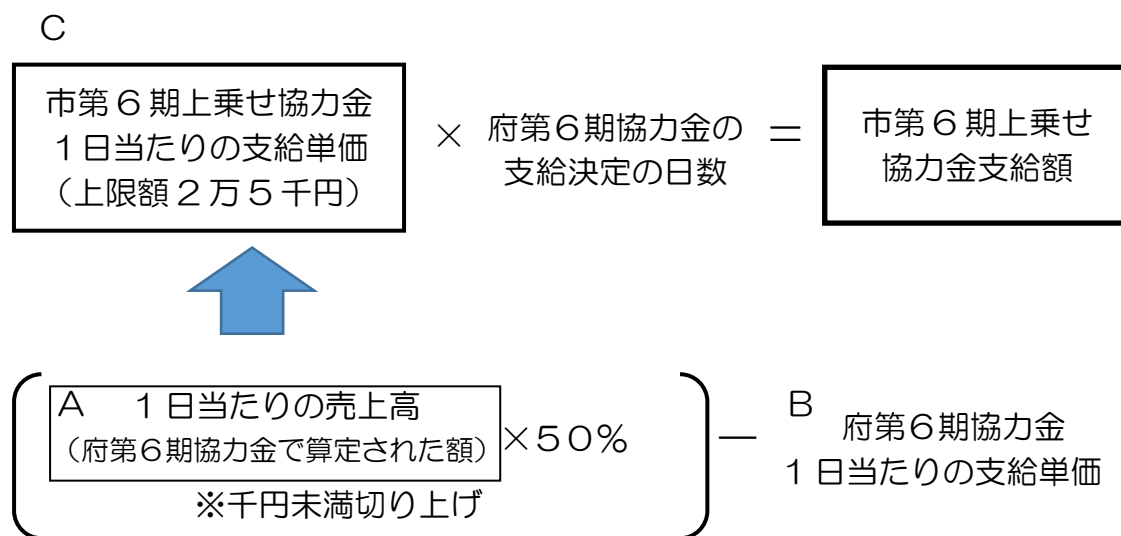 C
市第６期上乗せ協力金
１日当たりの支給単価
（上限額２万５千円）
×
府第６期協力金の
支給決定の日数
＝
市第６期上乗せ
協力金支給額
A　１日当たりの売上高
（府第６期協力金で算定された額）
×５０％
※千円未満切り上げ
－
B
府第６期協力金
１日当たりの支給単価